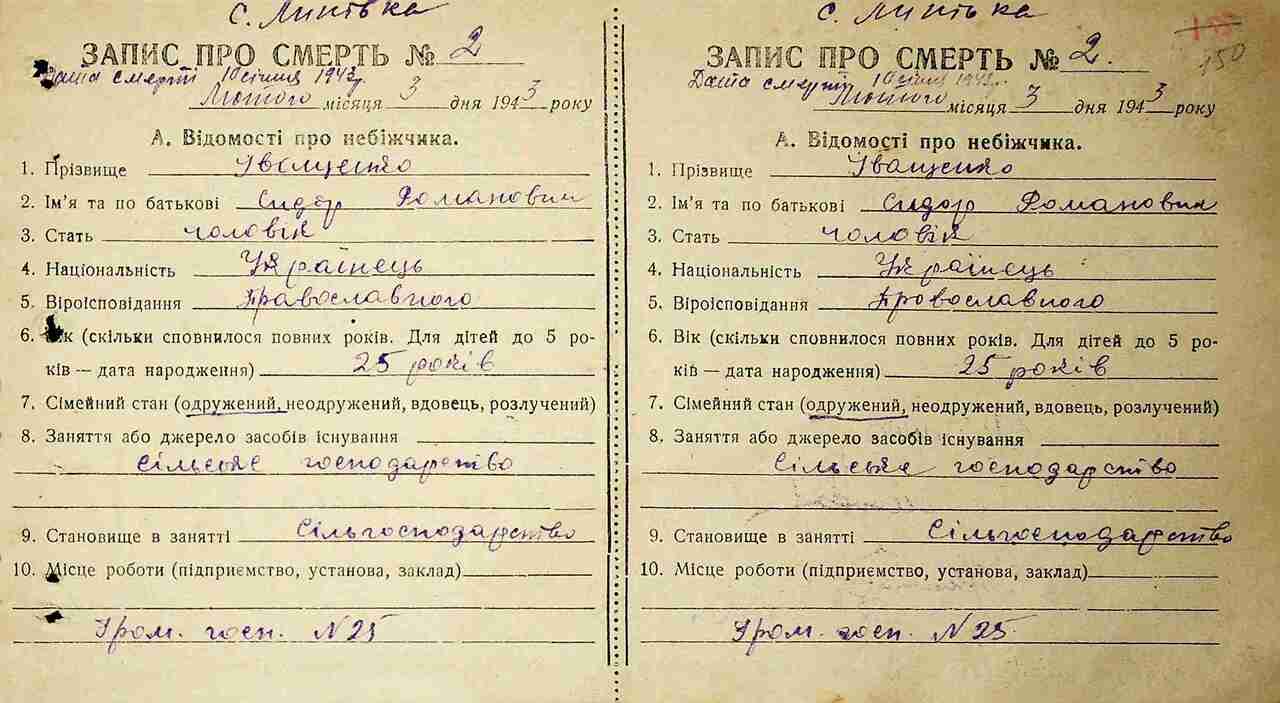 с. Липівка
ЗАПИС ПРО СМЕРТЬ № 2
Дата смерті 10 січня 1943 р.
Лютого місяця 3 дня 1943 року
А. Відомості про небіжчика.
1. Прізвище Іващенко
2. Ім'я та по батькові Сидор Романович
3. Стать чоловік
4. Національність Українець
5. Віроісповідання Православного
6. Вік (скільки сповнилося повних років. Для дітей до 5 ро-
ків — дата народження) 25 років
7. Сімейний стан (одружений, неодружений, вдовець, розлучений)
8. Заняття або джерело засобів існування
сільське господарство
9. Становище в занятті сільгосподарство
10. Місце роботи (підприємство, установа, заклад)
Гром. госп. N 25
с. Липівка
150
ЗАПИС ПРО СМЕРТЬ № 2.
Дата смерті 10 січня 1943
Лютого місяця 3 дня 1943 року
А. Відомості про небіжчика.
1. Прізвище Іващенко
2. Ім'я та по батькові Сидор Романович
3. Стать чоловік
4. Національність Українець
5. Віроісповідання Провославного
6. Вік (скільки сповнилося повних років. Для дітей до 5 ро-
ків — дата народження) 25 років
7. Сімейний стан (одружений, неодружений, вдовець, розлучений)
8. Заняття або джерело засобів існування
сільське господарство
9. Становище в занятті сільгосподарство
10. Місце роботи (підприємство, установа, заклад)
Гром. госп. N 25.